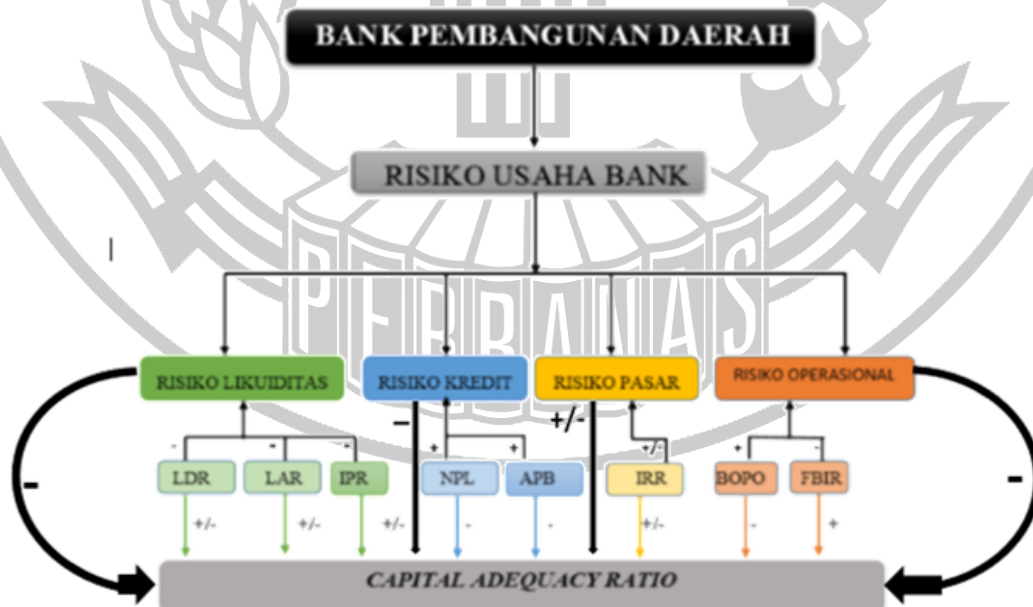 BANK PEMBANGUNAN DAERAH
RISIKO USAHA BANK
PERBANAS
RISIKO LIKUIDITAS RISIKO KREDIT RISIKO PASAR RISIKO OPERASIONAL
- +/-
- - - + + +/- + -
LDR LAR IPR NPL APB IRR BOPO FBIR
- -
+/- +/- +/- - - +/- - +
CAPITAL ADEQUACY RATIO